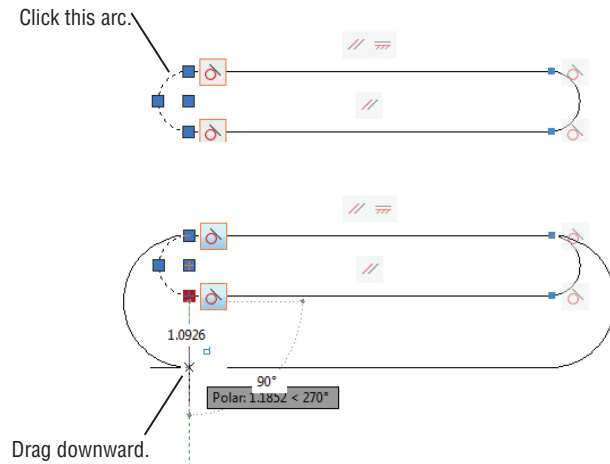 Click this arc.
1.0926
90°
Polar: 1.1852 < 270°
Drag downward.